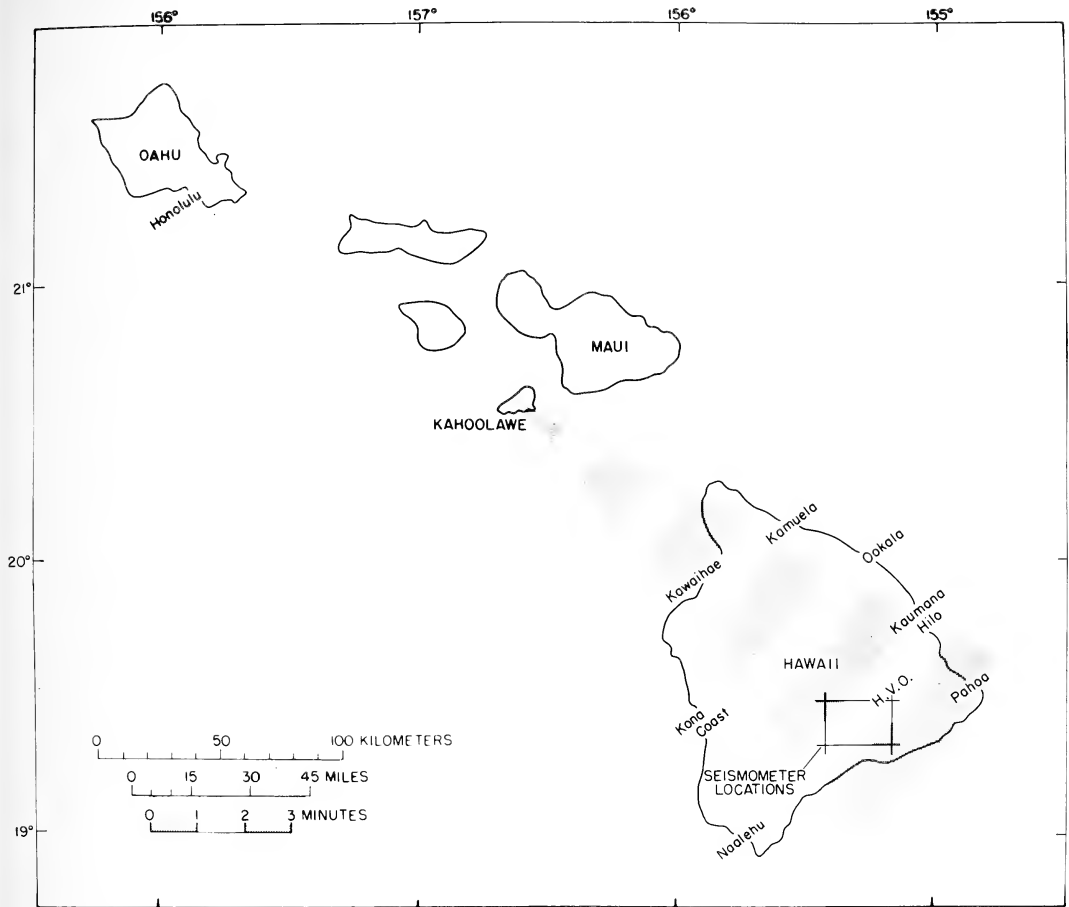 156° 157° 156° 155°
OAHU
Honolulu
21°
MAUI
KAHOOLAWE
Kamuela
20°
Ookala
Kawaihae
Kaumana
Hilo
HAWAII
H.V.O.
Pahoa
Kona
Coast
0 50 100 KILOMETERS
SEISMOMETER
LOCATIONS
0 15 30 45 MILES
0 1 2 3 MINUTES
19°
Naalehu